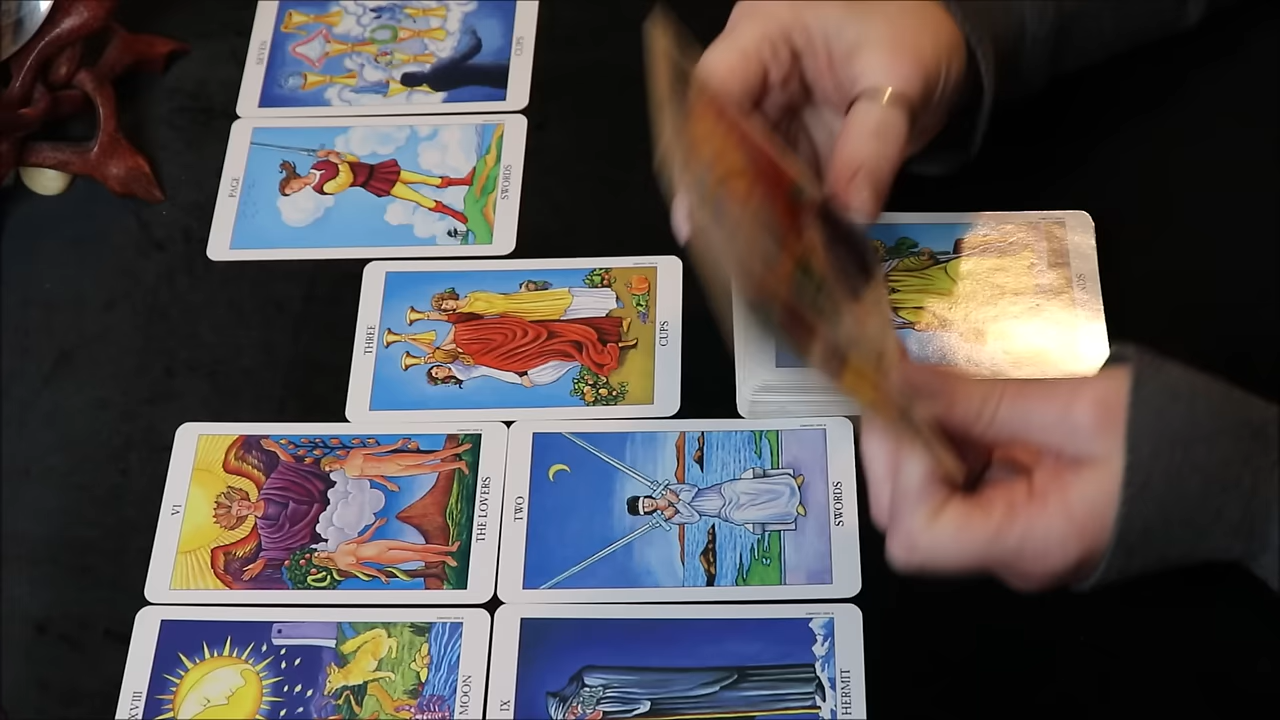 SEVEN
CUPS
PAGE
SWORDS
THREE
CUPS
VI
THE LOVERS
TWO
SWORDS
XVIII
MOON
IX
HERMIT